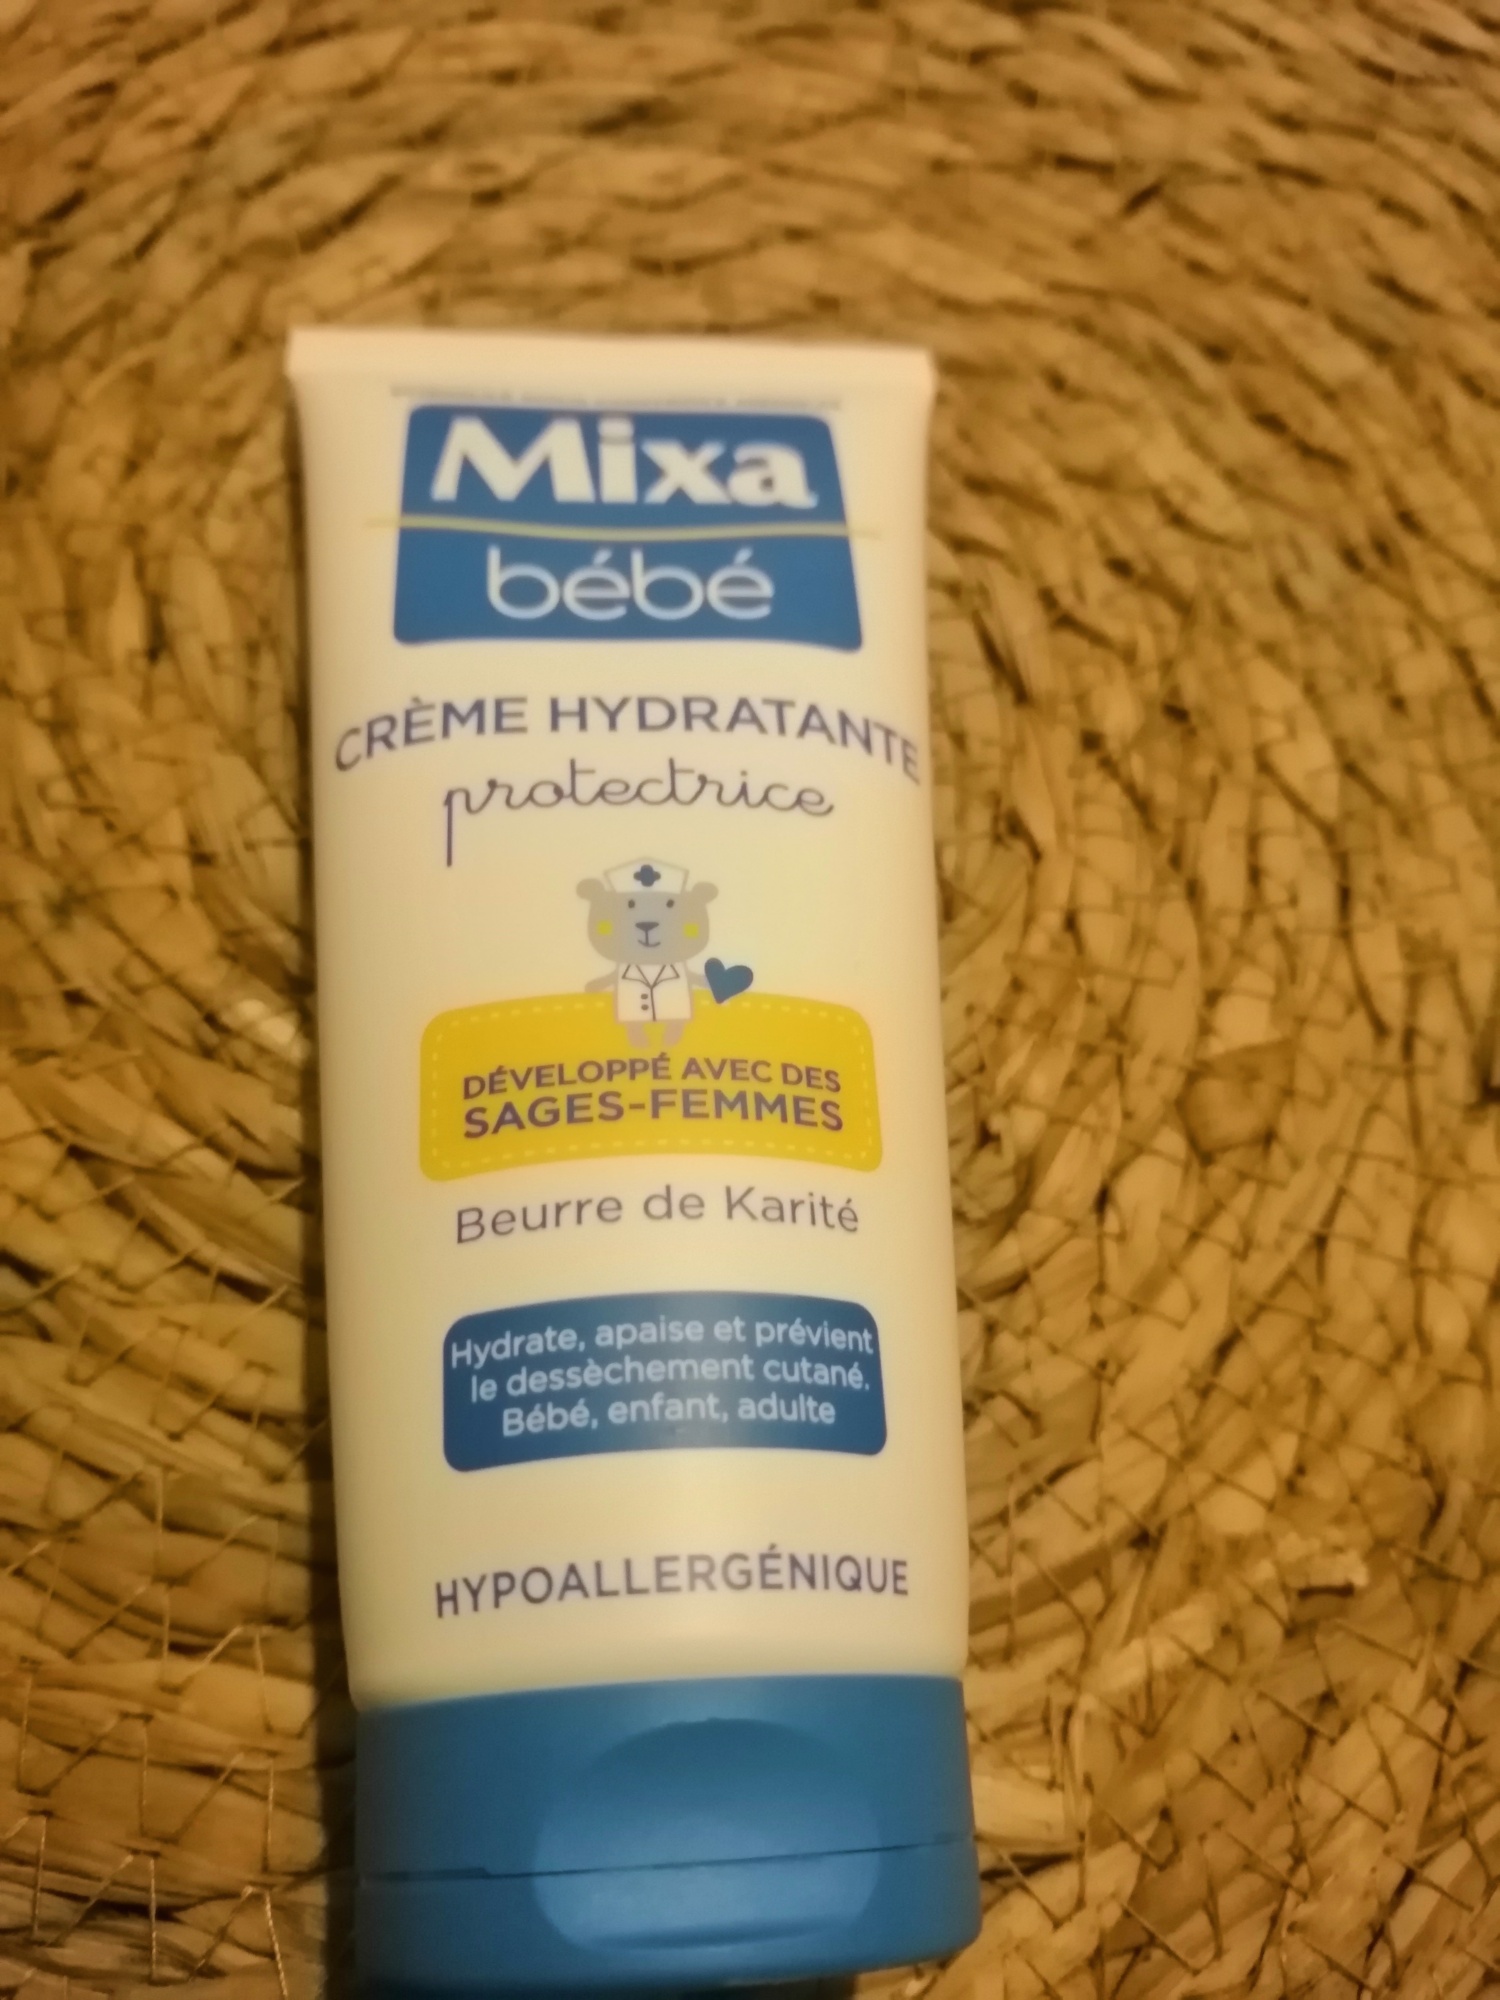 Mixa
bébé
CRÈME HYDRATANTE
protectrice
DÉVELOPPÉ AVEC DES
SAGES-FEMMES
Beurre de Karité
Hydrate, apaise et prévient
le dessèchement cutané.
Bébé, enfant, adulte
HYPOALLERGÉNIQUE